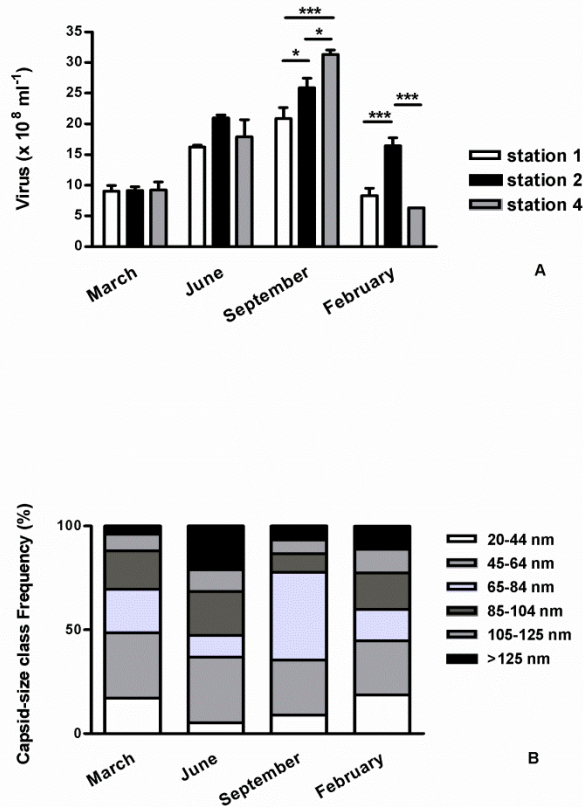 35
30
25
20
15
10
5
0
Virus (x 10⁸ ml⁻¹)
***
*
*
***
***
March
June
September
February
station 1
station 2
station 4
A
100
50
0
Capsid-size class Frequency (%)
March
June
September
February
20-44 nm
45-64 nm
65-84 nm
85-104 nm
105-125 nm
>125 nm
B